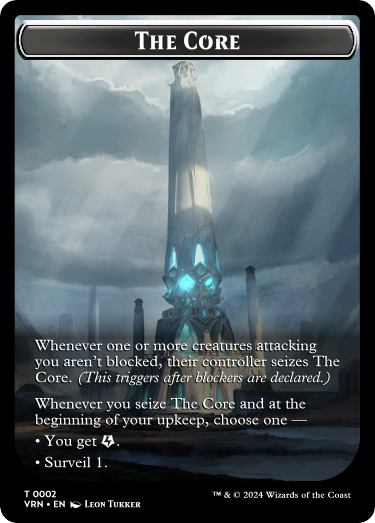 The Core
Whenever one or more creatures attacking
you aren't blocked, their controller seizes The
Core. (This triggers after blockers are declared.)
Whenever you seize The Core and at the
beginning of your upkeep, choose one —
• You get .
• Surveil 1.
T 0002
VRN • EN Leon Tukker
™ & © 2024 Wizards of the Coast